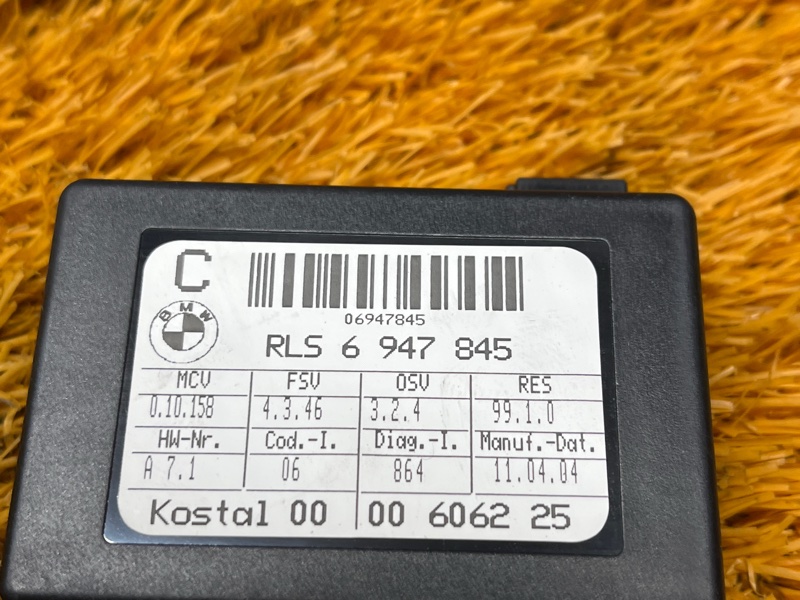 C
BMW
06947845
RLS 6 947 845
MCV FSV OSV RES
0.10.158 4.3.46 3.2.4 99.1.0
HW-Nr. Cod.-I. Diag.-I. Manuf.-Dat.
A 7.1 06 864 11.04.04
Kostal 00 00 6062 25